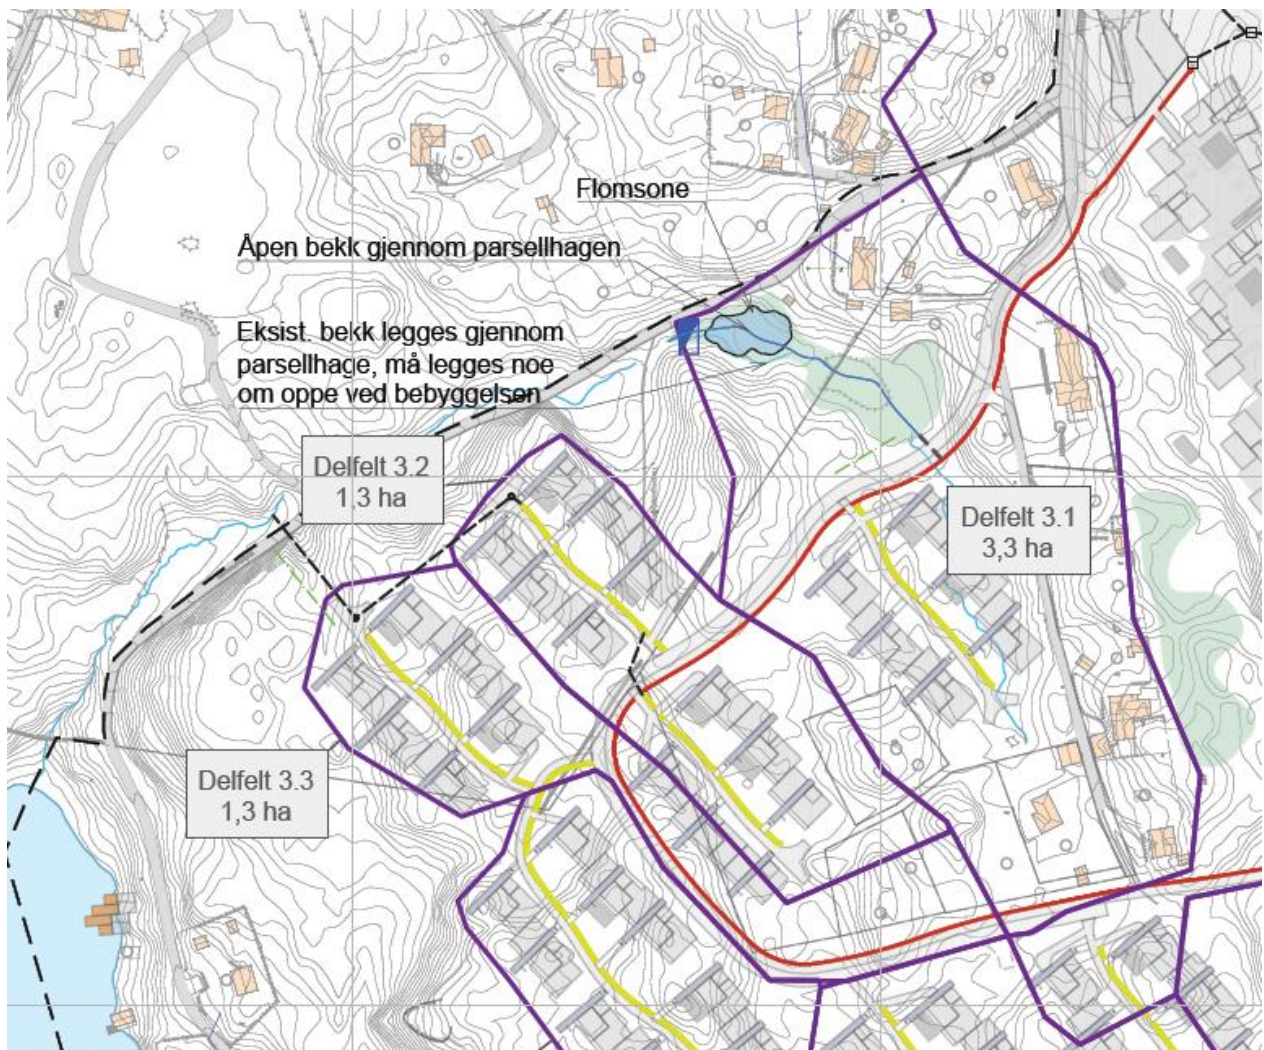 Flomsone
Åpen bekk gjennom parsellhagen
Eksist. bekk legges gjennom
parsellhage, må legges noe
om oppe ved bebyggelsen
Delfelt 3.2
1,3 ha
Delfelt 3.1
3,3 ha
Delfelt 3.3
1,3 ha